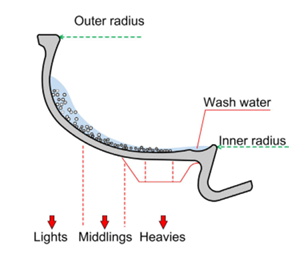 Outer radius
Wash water
Inner radius
Lights Middlings Heavies